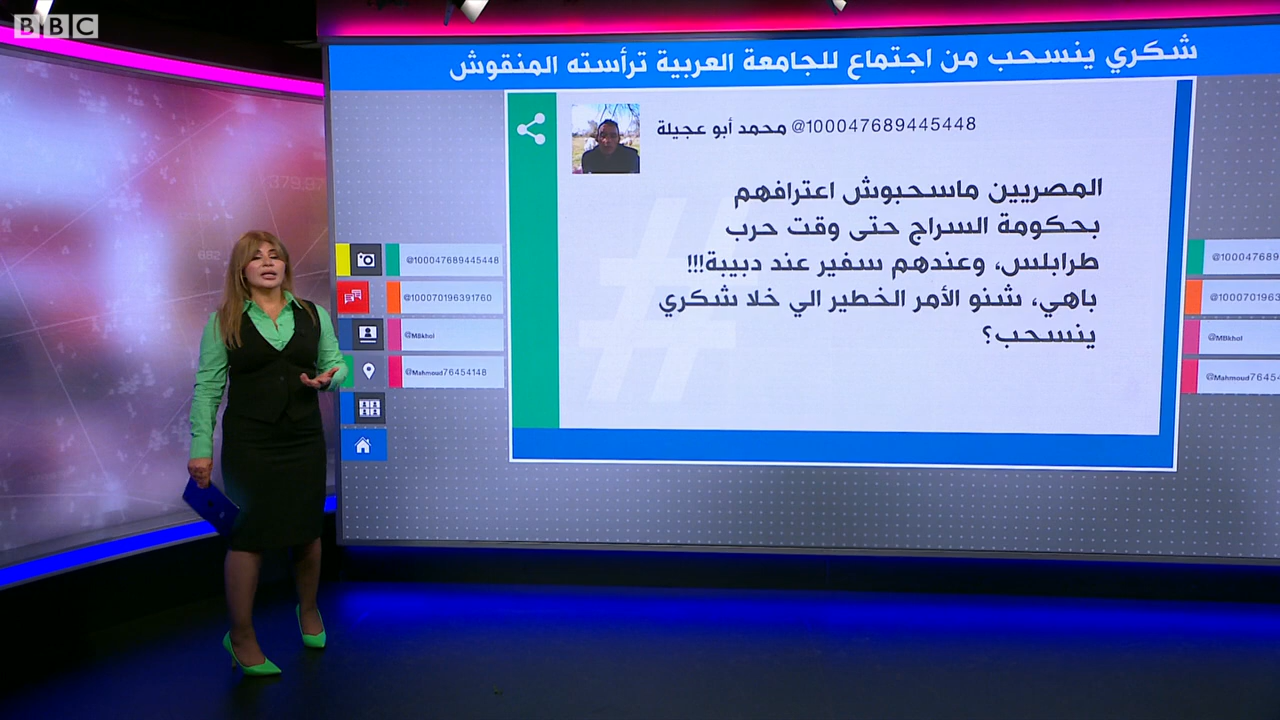 BBC
شكري ينسحب من اجتماع للجامعة العربية ترأسته المنقوش
محمد أبو عجيلة @100047689445448
المصريين ماسحبوش اعترافهم
بحكومة السراج حتى وقت حرب
طرابلس، وعندهم سفير عند دبيبة!!!
باهي، شنو الأمر الخطير الي خلا شكري
ينسحب؟
@100047689445448
@100070196391760
@MBkhol
@Mahmoud76454148
@100047689
@100070196
@MBkhol
@Mahmoud7645